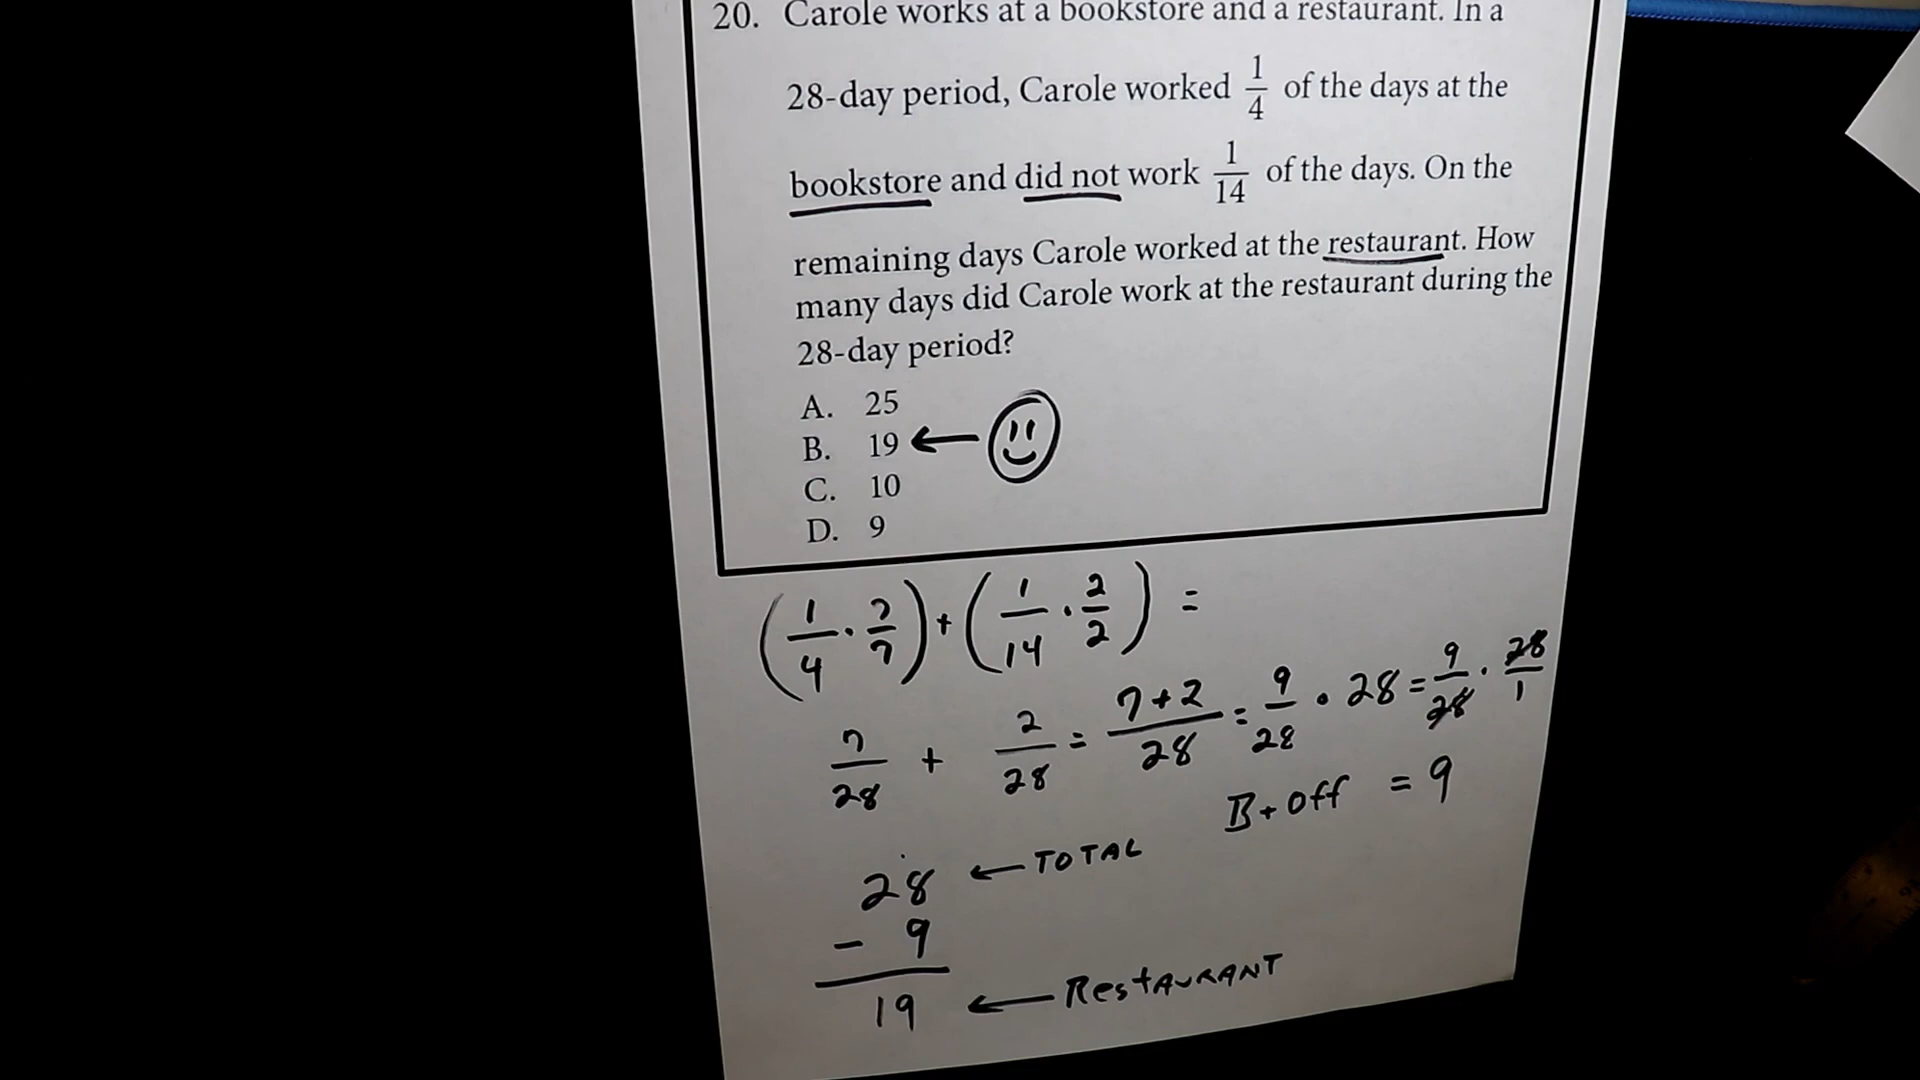 20. Carole works at a bookstore and a restaurant. In a
28-day period, Carole worked 1/4 of the days at the
bookstore and did not work 1/14 of the days. On the
remaining days Carole worked at the restaurant. How
many days did Carole work at the restaurant during the
28-day period?
A. 25
B. 19 ←
C. 10
D. 9
(1/4 · 7/7) + (1/14 · 2/2) =
7/28 + 2/28 = 7+2/28 = 9/28 · 28 = 9/28 · 28/1
B + Off = 9
28 ← TOTAL
- 9
19 ← RestAURANT